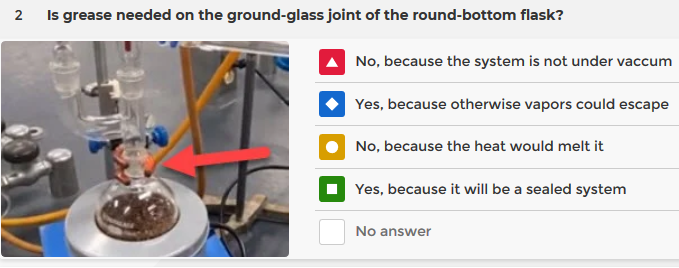 2 Is grease needed on the ground-glass joint of the round-bottom flask?
No, because the system is not under vaccum
Yes, because otherwise vapors could escape
No, because the heat would melt it
Yes, because it will be a sealed system
No answer